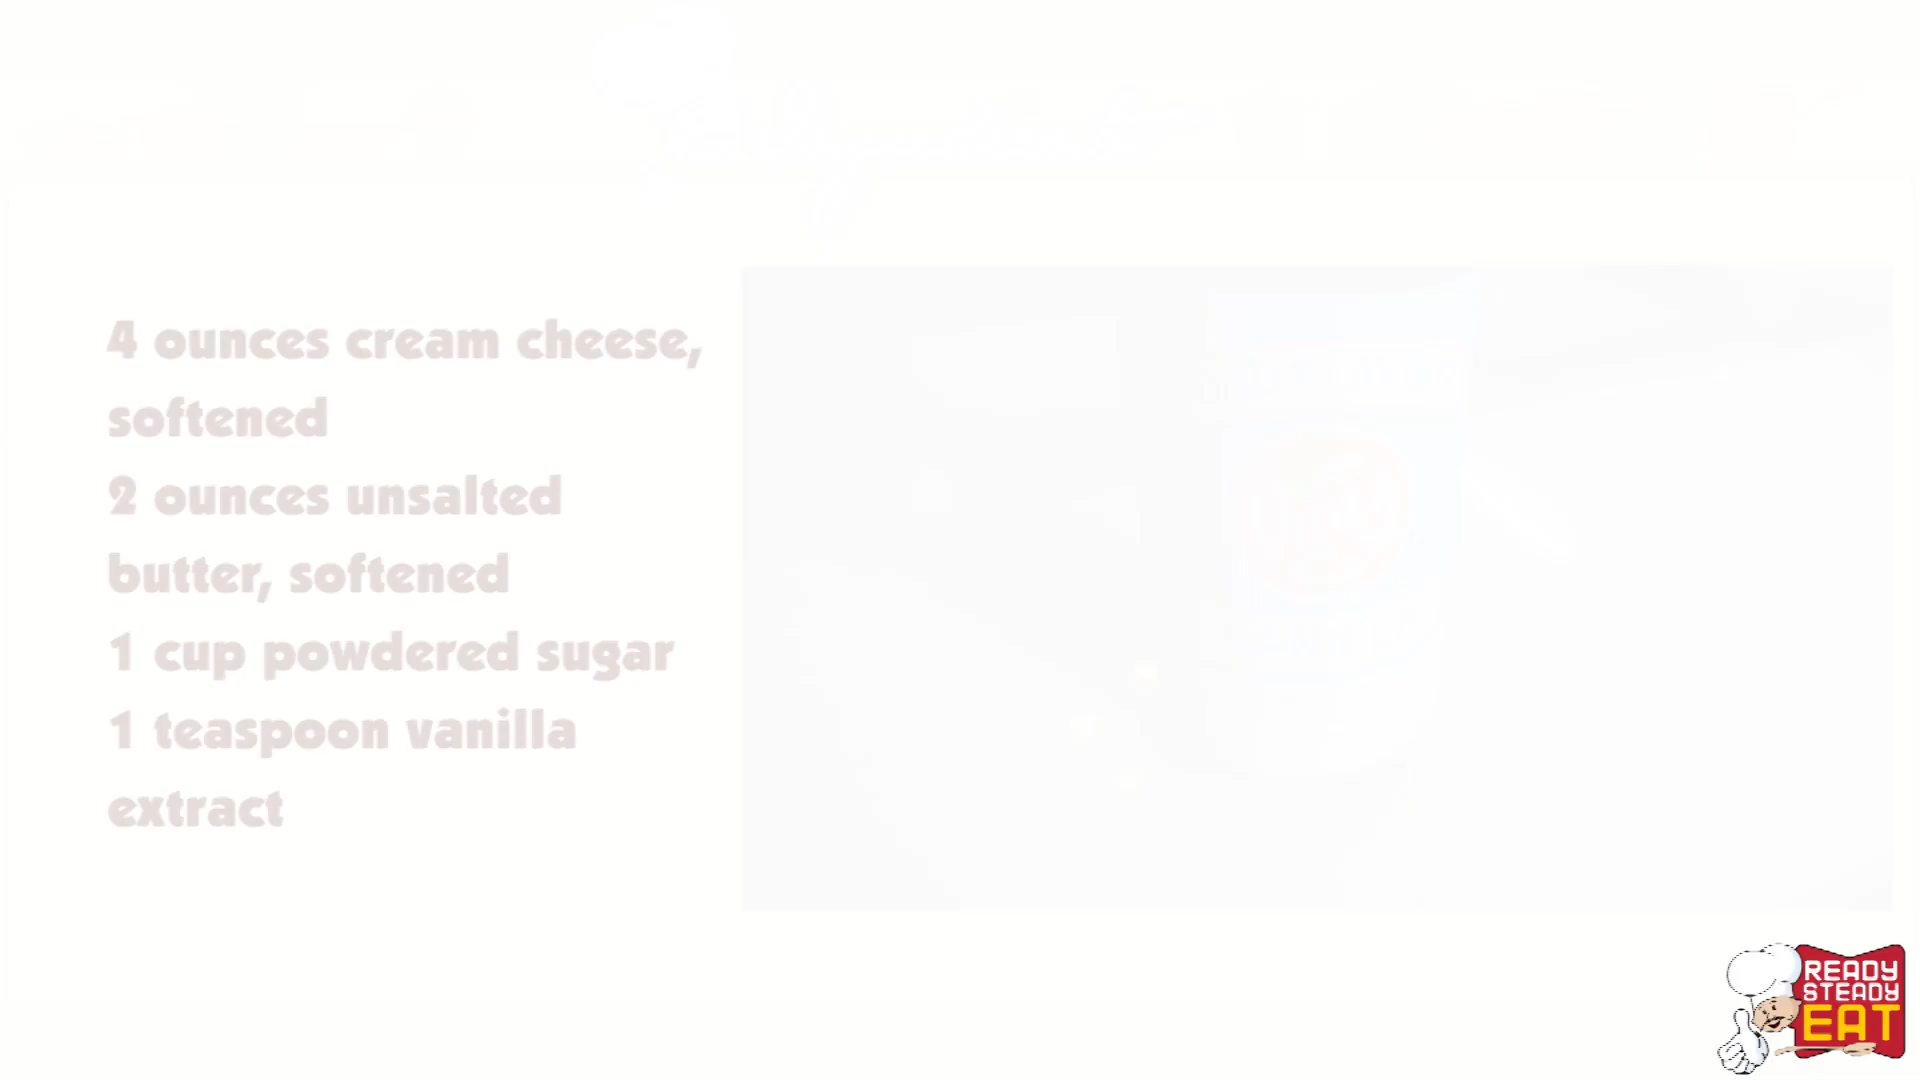 4 ounces cream cheese,
softened
2 ounces unsalted
butter, softened
1 cup powdered sugar
1 teaspoon vanilla
extract
READY
STEADY
EAT